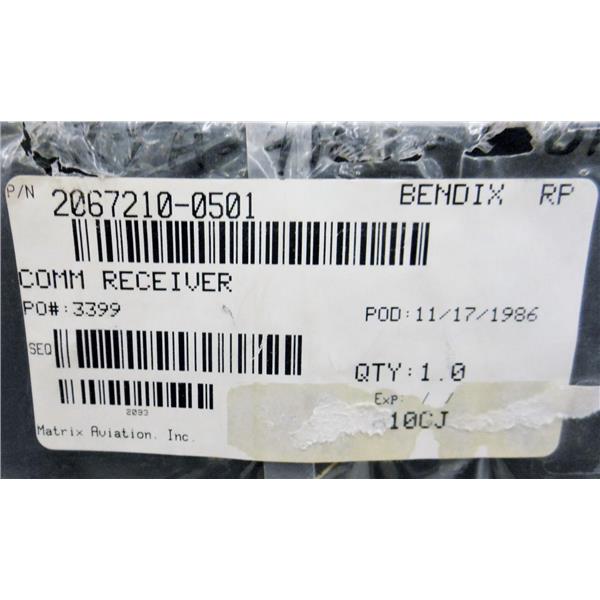 P/N 2067210-0501 BENDIX RP
COMM RECEIVER
PO#:3399 POD:11/17/1986
SEQ
QTY:1.0
2093
Exp: / /
10CJ
Matrix Aviation, Inc.